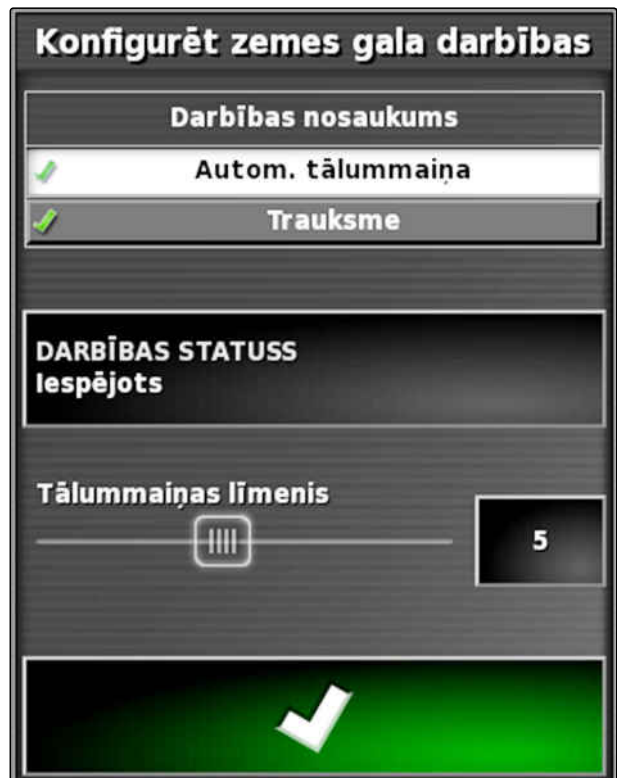 Konfigurēt zemes gala darbības
Darbības nosaukums
Autom. tālummaiņa
Trauksme
DARBĪBAS STATUSS
Iespējots
Tālummaiņas līmenis
5